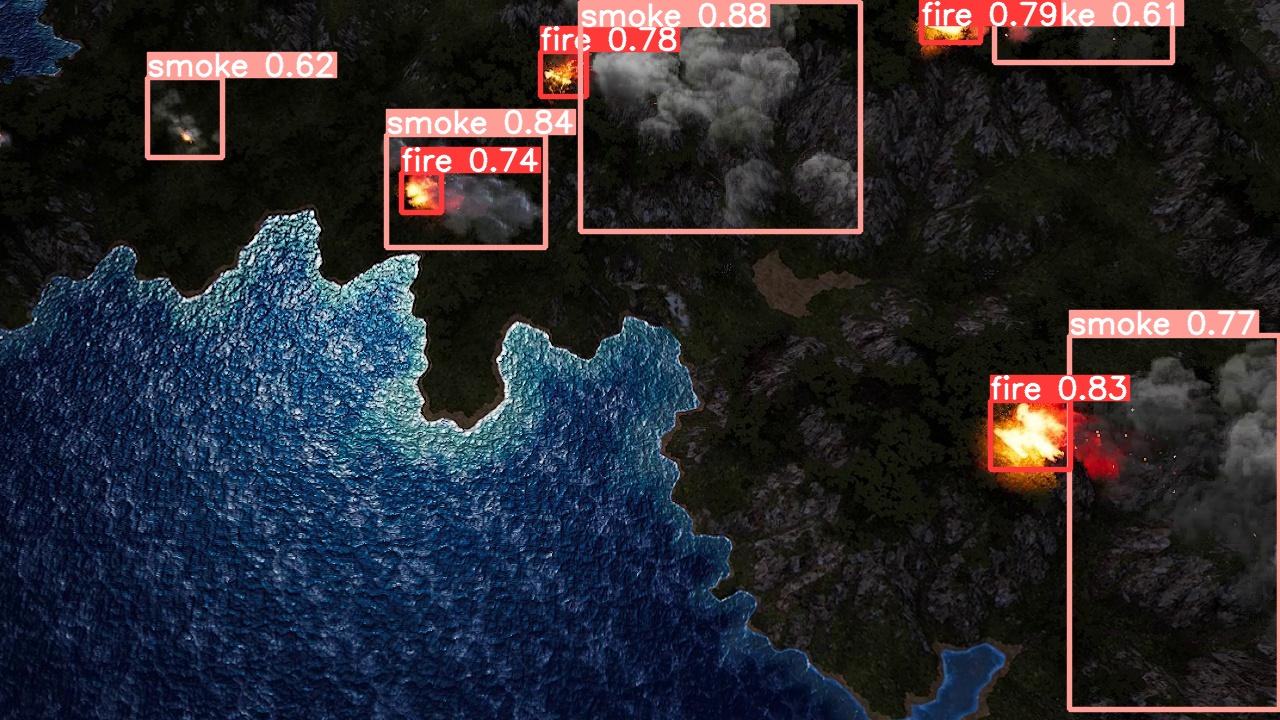 smoke 0.88
fire 0.79
ke 0.61
fire 0.78
smoke 0.62
smoke 0.84
fire 0.74
smoke 0.77
fire 0.83